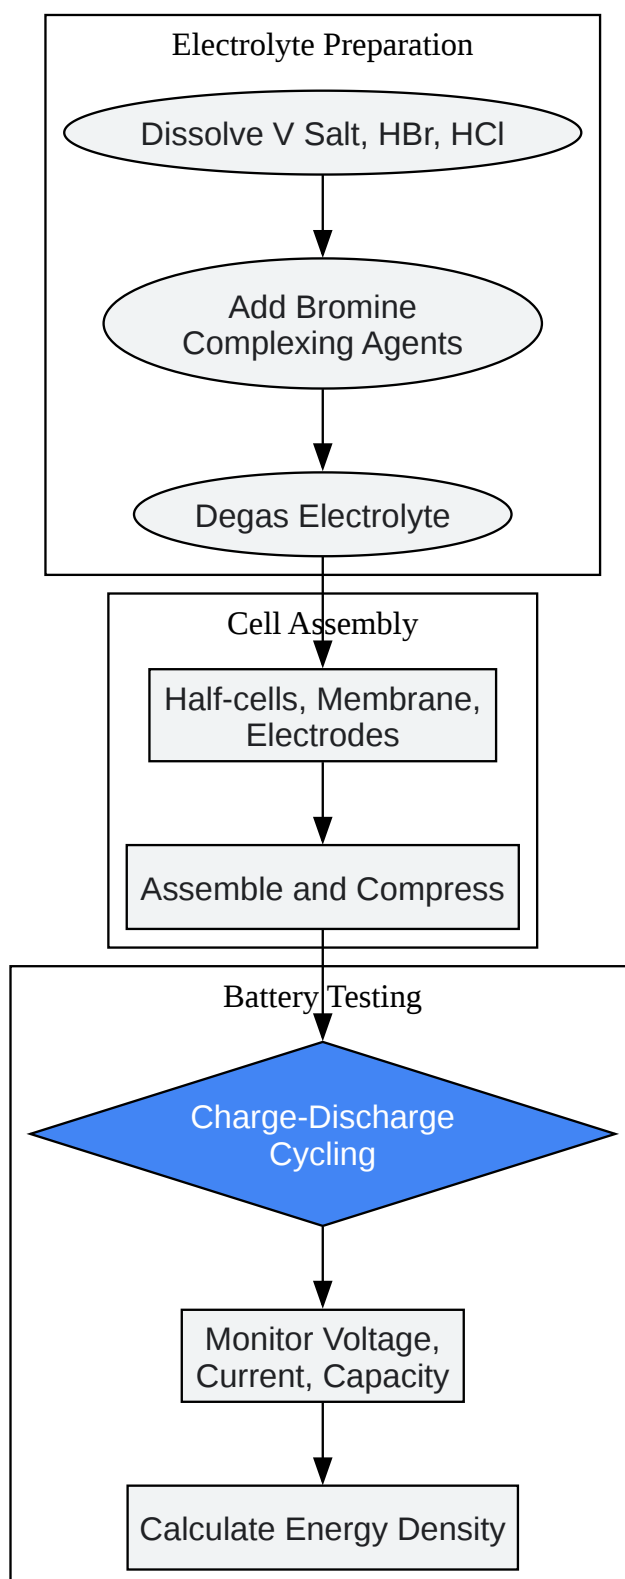 Electrolyte Preparation
Dissolve V Salt, HBr, HCl
Add Bromine
Complexing Agents
Degas Electrolyte
Cell Assembly
Half-cells, Membrane,
Electrodes
Assemble and Compress
Battery Testing
Charge-Discharge
Cycling
Monitor Voltage,
Current, Capacity
Calculate Energy Density